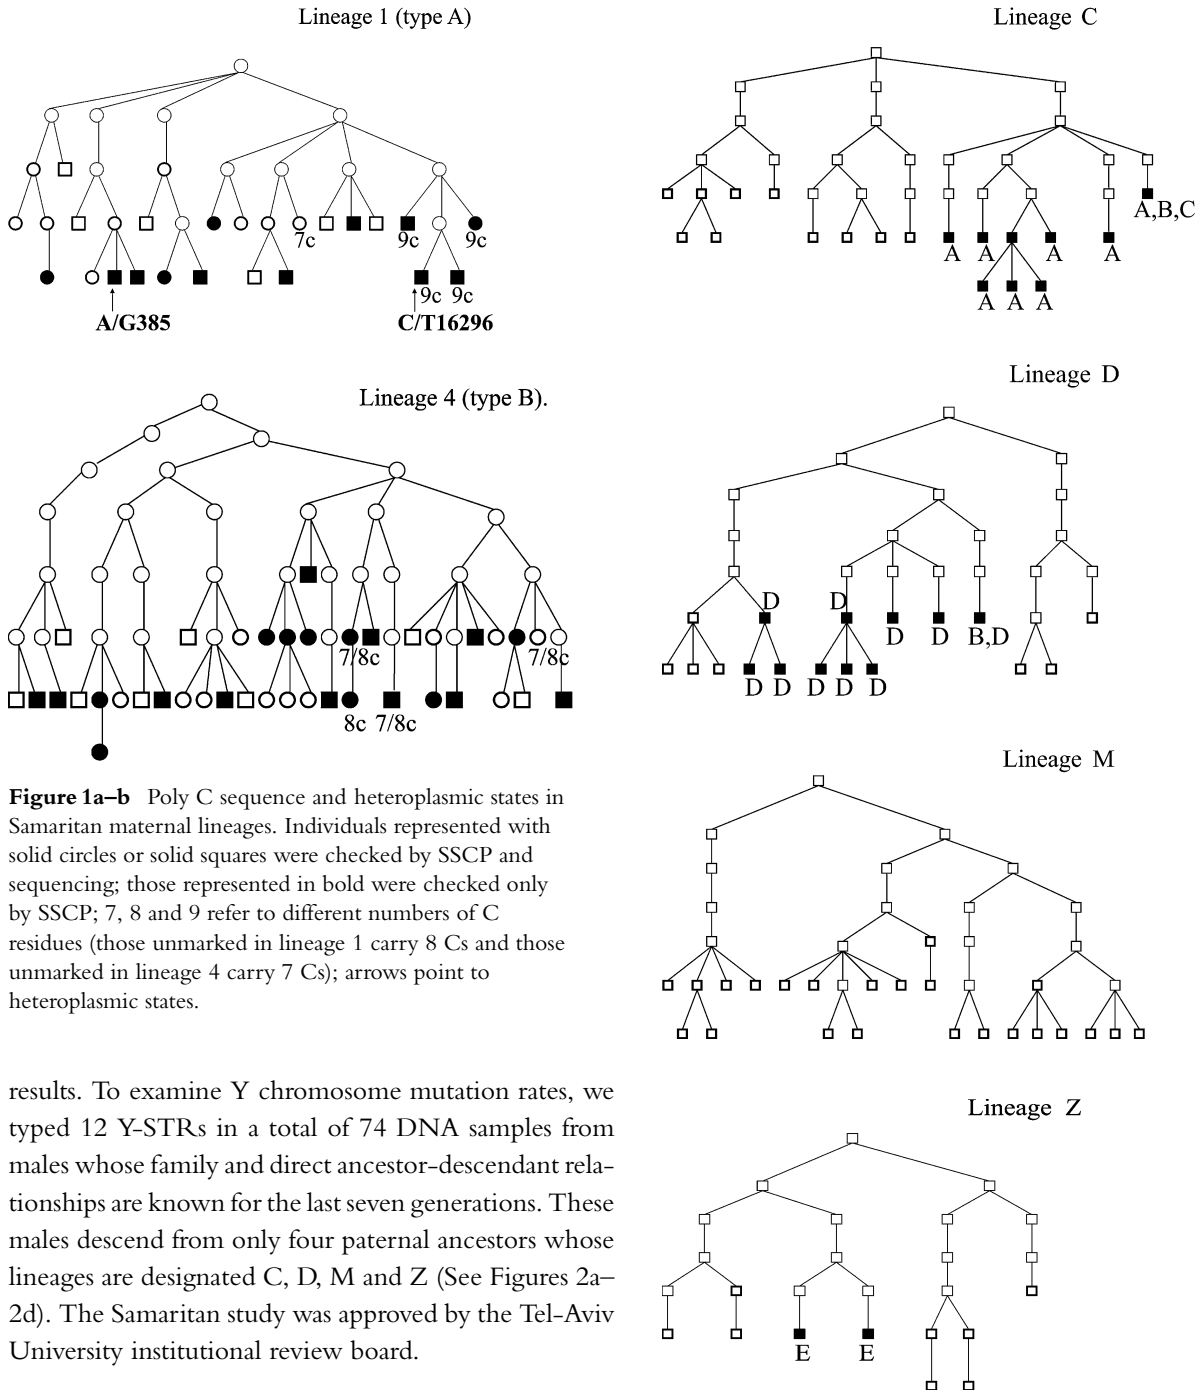 Lineage 1 (type A)
7c
9c
9c
9c
9c
A/G385
C/T16296
Lineage 4 (type B).
7/8c
7/8c
8c
7/8c
Figure 1a–b Poly C sequence and heteroplasmic states in
Samaritan maternal lineages. Individuals represented with
solid circles or solid squares were checked by SSCP and
sequencing; those represented in bold were checked only
by SSCP; 7, 8 and 9 refer to different numbers of C
residues (those unmarked in lineage 1 carry 8 Cs and those
unmarked in lineage 4 carry 7 Cs); arrows point to
heteroplasmic states.
results. To examine Y chromosome mutation rates, we
typed 12 Y-STRs in a total of 74 DNA samples from
males whose family and direct ancestor-descendant rela-
tionships are known for the last seven generations. These
males descend from only four paternal ancestors whose
lineages are designated C, D, M and Z (See Figures 2a–
2d). The Samaritan study was approved by the Tel-Aviv
University institutional review board.
Lineage C
A,B,C
A
A
A
A
A
A
A
Lineage D
D
D
D
D
B,D
D
D
D
D
D
Lineage M
Lineage Z
E
E